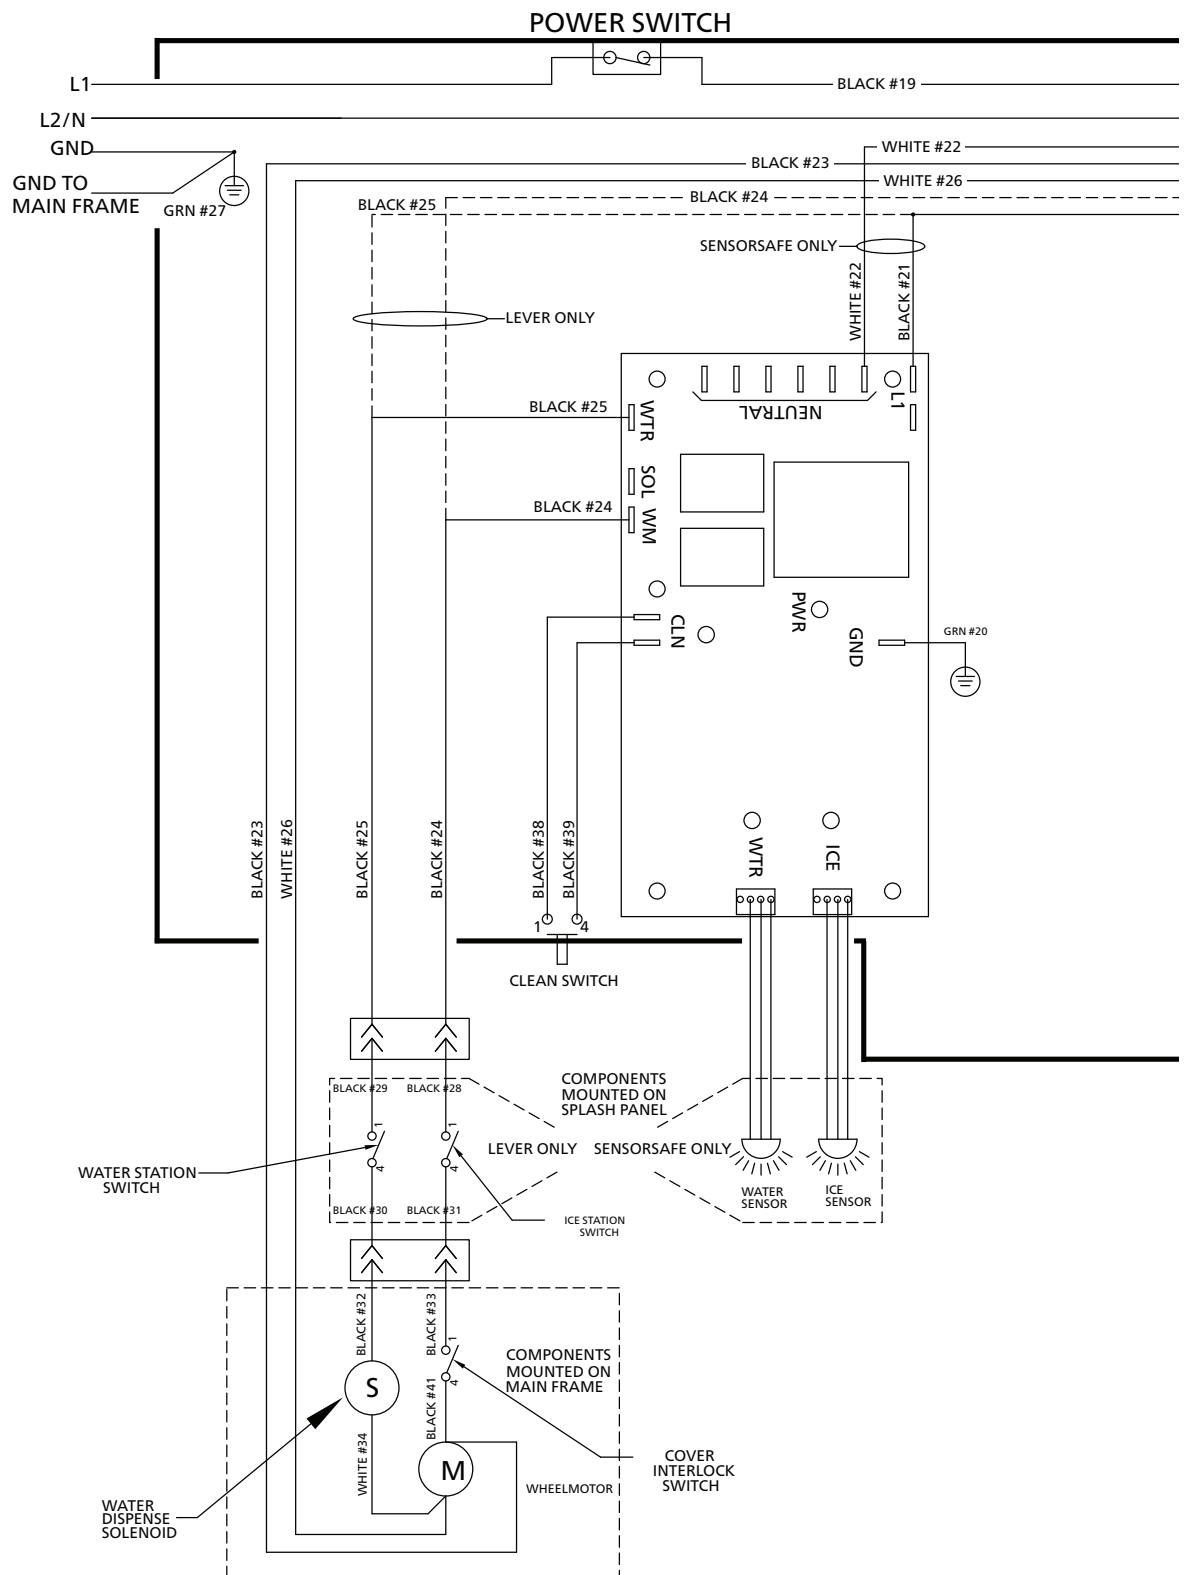 POWER SWITCH
L1
BLACK #19
L2/N
GND
WHITE #22
BLACK #23
GND TO
MAIN FRAME
GRN #27
WHITE #26
BLACK #24
BLACK #25
SENSORSAFE ONLY
WHITE #22
BLACK #21
LEVER ONLY
L1
NEUTRAL
BLACK #25
WTR
SOL
BLACK #24
WM
CLN
PWR
GND
GRN #20
BLACK #23
WHITE #26
BLACK #25
BLACK #24
BLACK #38
BLACK #39
WTR
ICE
1
4
CLEAN SWITCH
COMPONENTS
MOUNTED ON
SPLASH PANEL
BLACK #29
BLACK #28
1
1
LEVER ONLY
SENSORSAFE ONLY
4
4
WATER STATION
SWITCH
WATER
SENSOR
ICE
SENSOR
BLACK #30
BLACK #31
ICE STATION
SWITCH
BLACK #32
BLACK #33
1
4
COMPONENTS
MOUNTED ON
MAIN FRAME
S
BLACK #41
WHITE #34
M
COVER
INTERLOCK
SWITCH
WHEELMOTOR
WATER
DISPENSE
SOLENOID